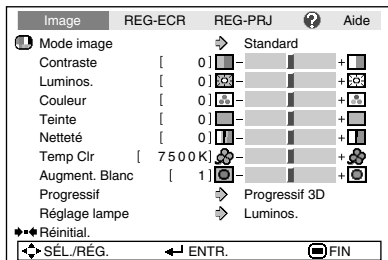 Image REG-ECR REG-PRJ ? Aide
Mode image Standard
Contraste [ 0] - +
Luminos. [ 0] - +
Couleur [ 0] - +
Teinte [ 0] - +
Netteté [ 0] - +
Temp Clr [ 7500K] - +
Augment. Blanc [ 1] - +
Progressif Progressif 3D
Réglage lampe Luminos.
Réinitial.
SÉL./RÉG. ENTR. FIN